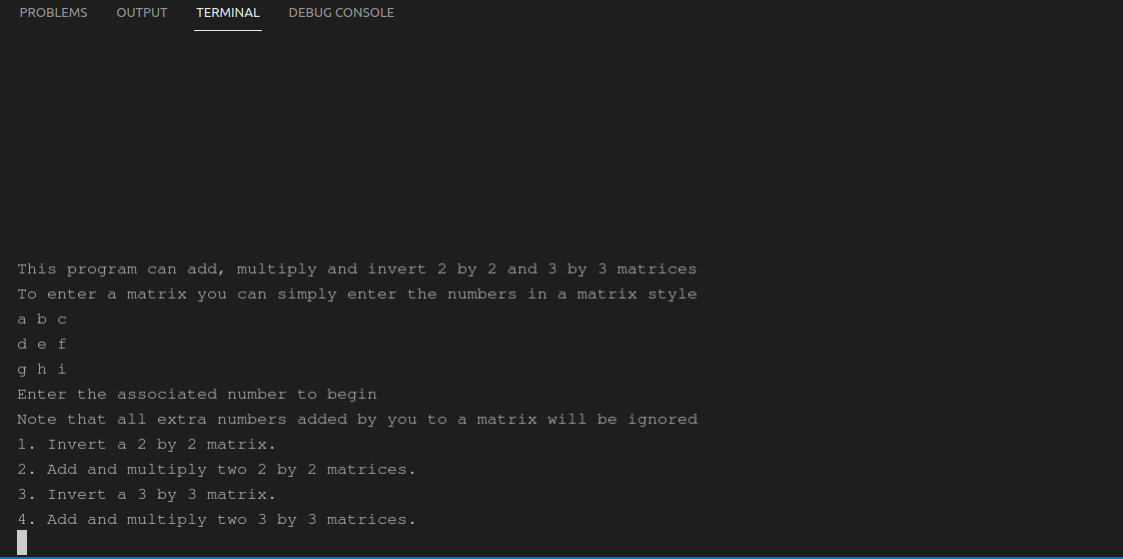 PROBLEMS OUTPUT TERMINAL DEBUG CONSOLE
This program can add, multiply and invert 2 by 2 and 3 by 3 matrices
To enter a matrix you can simply enter the numbers in a matrix style
a b c
d e f
g h i
Enter the associated number to begin
Note that all extra numbers added by you to a matrix will be ignored
1. Invert a 2 by 2 matrix.
2. Add and multiply two 2 by 2 matrices.
3. Invert a 3 by 3 matrix.
4. Add and multiply two 3 by 3 matrices.